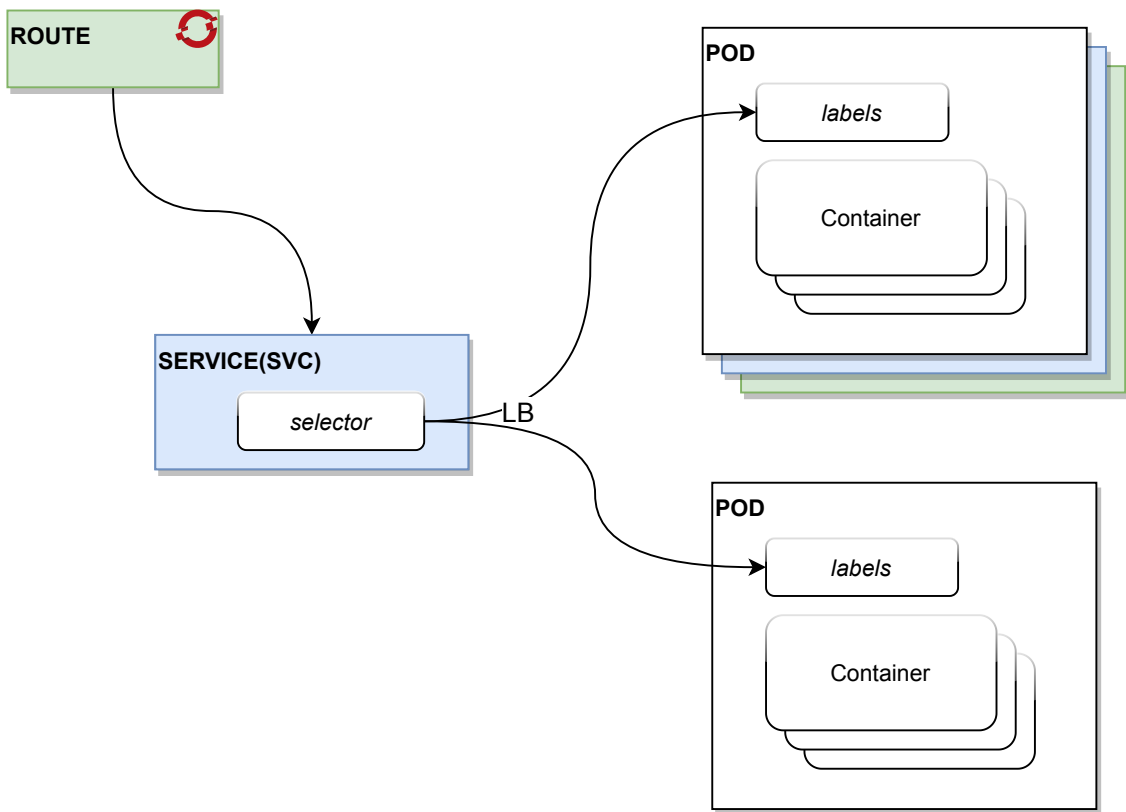 ROUTE
POD
labels
Container
SERVICE(SVC)
selector
LB
POD
labels
Container